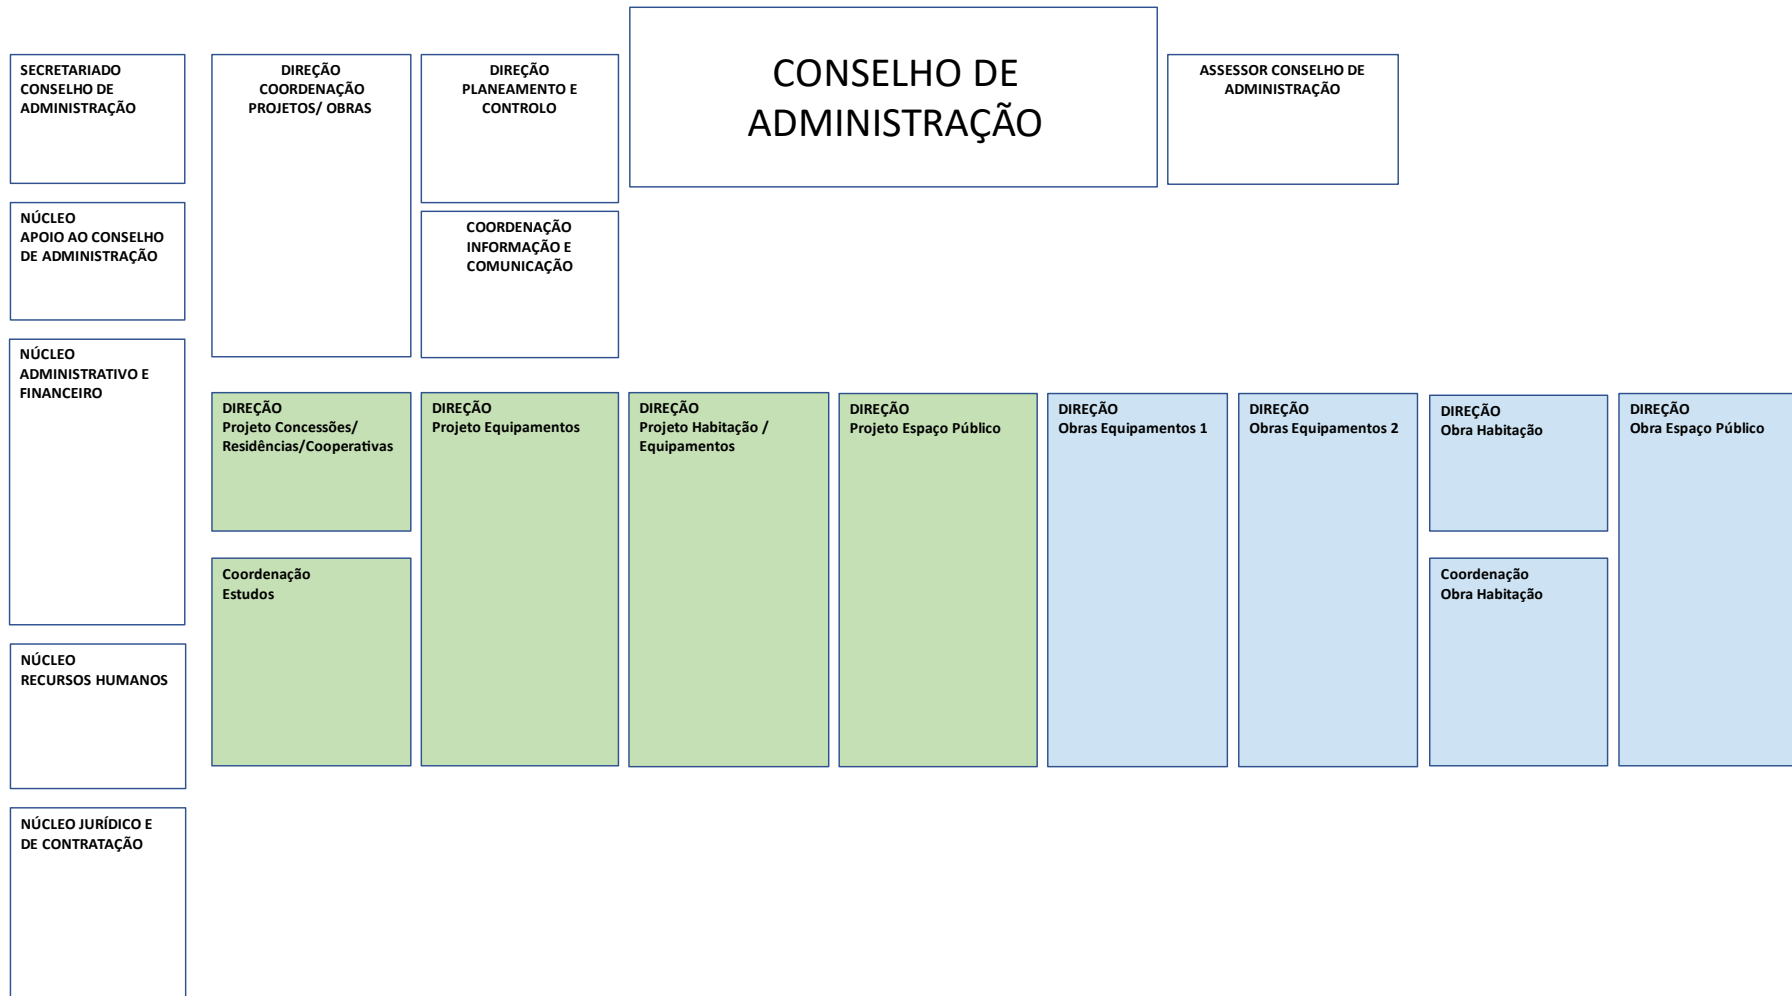 CONSELHO DE
ADMINISTRAÇÃO
SECRETARIADO
CONSELHO DE
ADMINISTRAÇÃO
DIREÇÃO
COORDENAÇÃO
PROJETOS/ OBRAS
DIREÇÃO
PLANEAMENTO E
CONTROLO
ASSESSOR CONSELHO DE
ADMINISTRAÇÃO
NÚCLEO
APOIO AO CONSELHO
DE ADMINISTRAÇÃO
COORDENAÇÃO
INFORMAÇÃO E
COMUNICAÇÃO
NÚCLEO
ADMINISTRATIVO E
FINANCEIRO
DIREÇÃO
Projeto Concessões/
Residências/Cooperativas
DIREÇÃO
Projeto Equipamentos
DIREÇÃO
Projeto Habitação /
Equipamentos
DIREÇÃO
Projeto Espaço Público
DIREÇÃO
Obras Equipamentos 1
DIREÇÃO
Obras Equipamentos 2
DIREÇÃO
Obra Habitação
DIREÇÃO
Obra Espaço Público
Coordenação
Estudos
Coordenação
Obra Habitação
NÚCLEO
RECURSOS HUMANOS
NÚCLEO JURÍDICO E
DE CONTRATAÇÃO